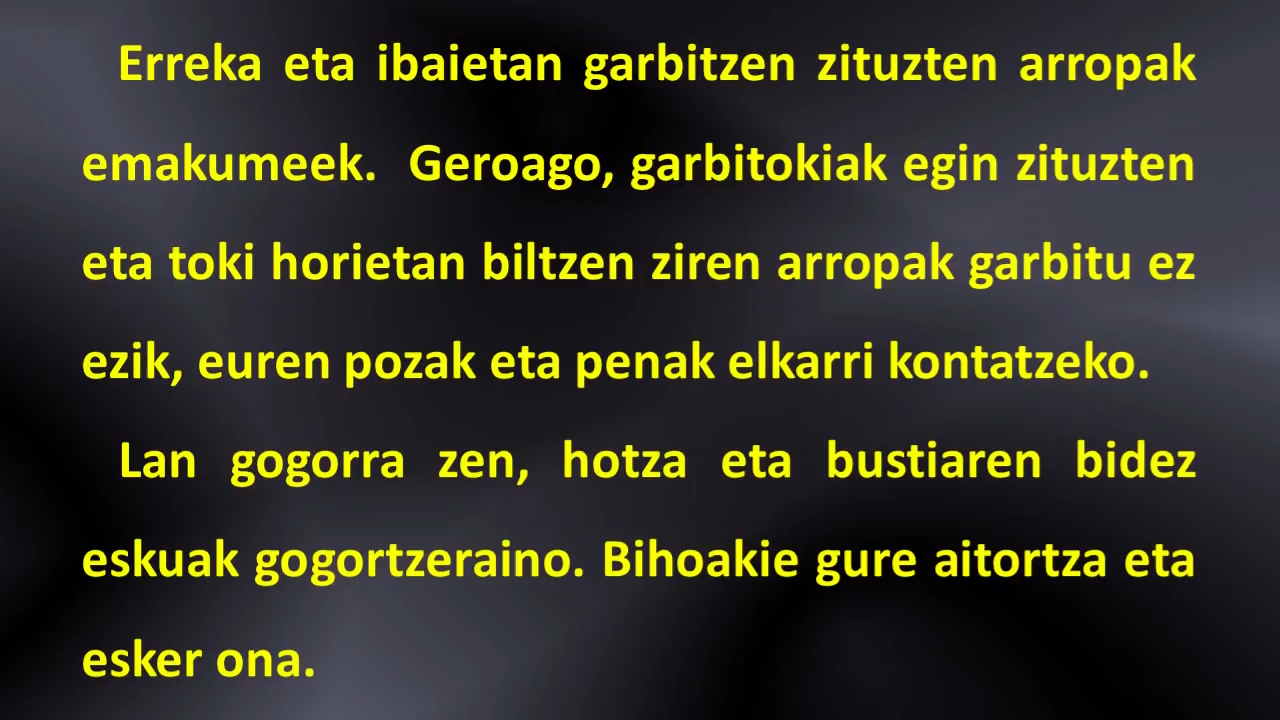 Erreka eta ibaietan garbitzen zituzten arropak
emakumeek. Geroago, garbitokiak egin zituzten
eta toki horietan biltzen ziren arropak garbitu ez
ezik, euren pozak eta penak elkarri kontatzeko.
Lan gogorra zen, hotza eta bustiaren bidez
eskuak gogortzeraino. Bihoakie gure aitortza eta
esker ona.